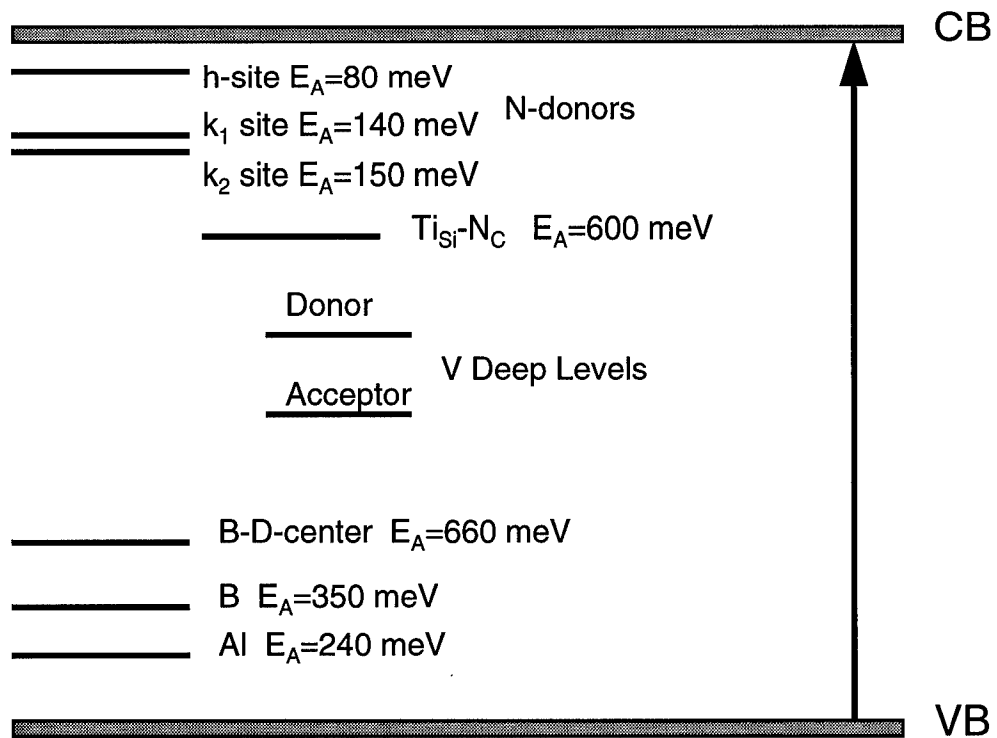 CB
h-site E_A=80 meV
N-donors
k_1 site E_A=140 meV
k_2 site E_A=150 meV
Ti_Si-N_C E_A=600 meV
Donor
V Deep Levels
Acceptor
B-D-center E_A=660 meV
B E_A=350 meV
Al E_A=240 meV
VB